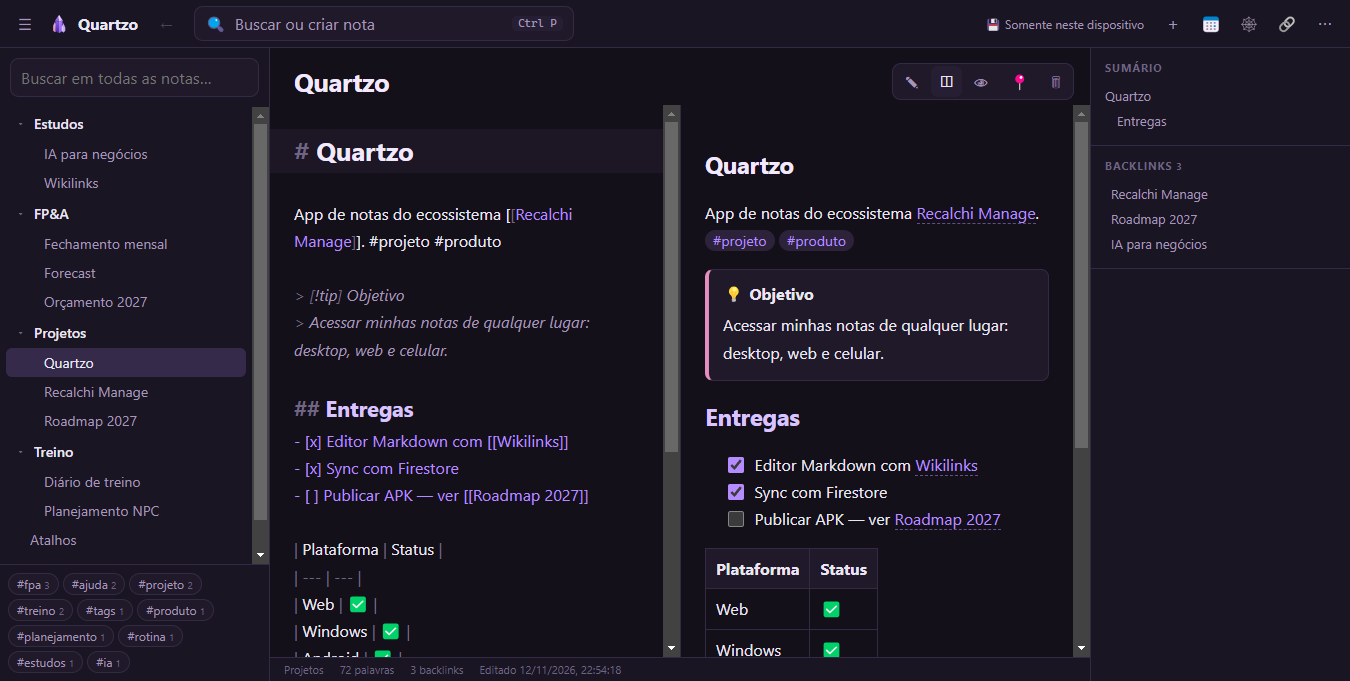 Quartzo
Buscar ou criar nota
Ctrl P
Somente neste dispositivo
Buscar em todas as notas...
Estudos
IA para negócios
Wikilinks
FP&A
Fechamento mensal
Forecast
Orçamento 2027
Projetos
Quartzo
Recalchi Manage
Roadmap 2027
Treino
Diário de treino
Planejamento NPC
Atalhos
#fpa 3
#ajuda 2
#projeto 2
#treino 2
#tags 1
#produto 1
#planejamento 1
#rotina 1
#estudos 1
#ia 1
Quartzo
# Quartzo
App de notas do ecossistema [[Recalchi
Manage]]. #projeto #produto
> [!tip] Objetivo
> Acessar minhas notas de qualquer lugar:
desktop, web e celular.
## Entregas
- [x] Editor Markdown com [[Wikilinks]]
- [x] Sync com Firestore
- [ ] Publicar APK — ver [[Roadmap 2027]]
| Plataforma | Status |
| --- | --- |
| Web | ✅ |
| Windows | ✅ |
| Android | ✅ |
Quartzo
App de notas do ecossistema Recalchi Manage.
#projeto #produto
💡 Objetivo
Acessar minhas notas de qualquer lugar:
desktop, web e celular.
Entregas
Editor Markdown com Wikilinks
Sync com Firestore
Publicar APK — ver Roadmap 2027
Plataforma Status
Web ✅
Windows ✅
SUMÁRIO
Quartzo
Entregas
BACKLINKS 3
Recalchi Manage
Roadmap 2027
IA para negócios
Projetos
72 palavras
3 backlinks
Editado 12/11/2026, 22:54:18